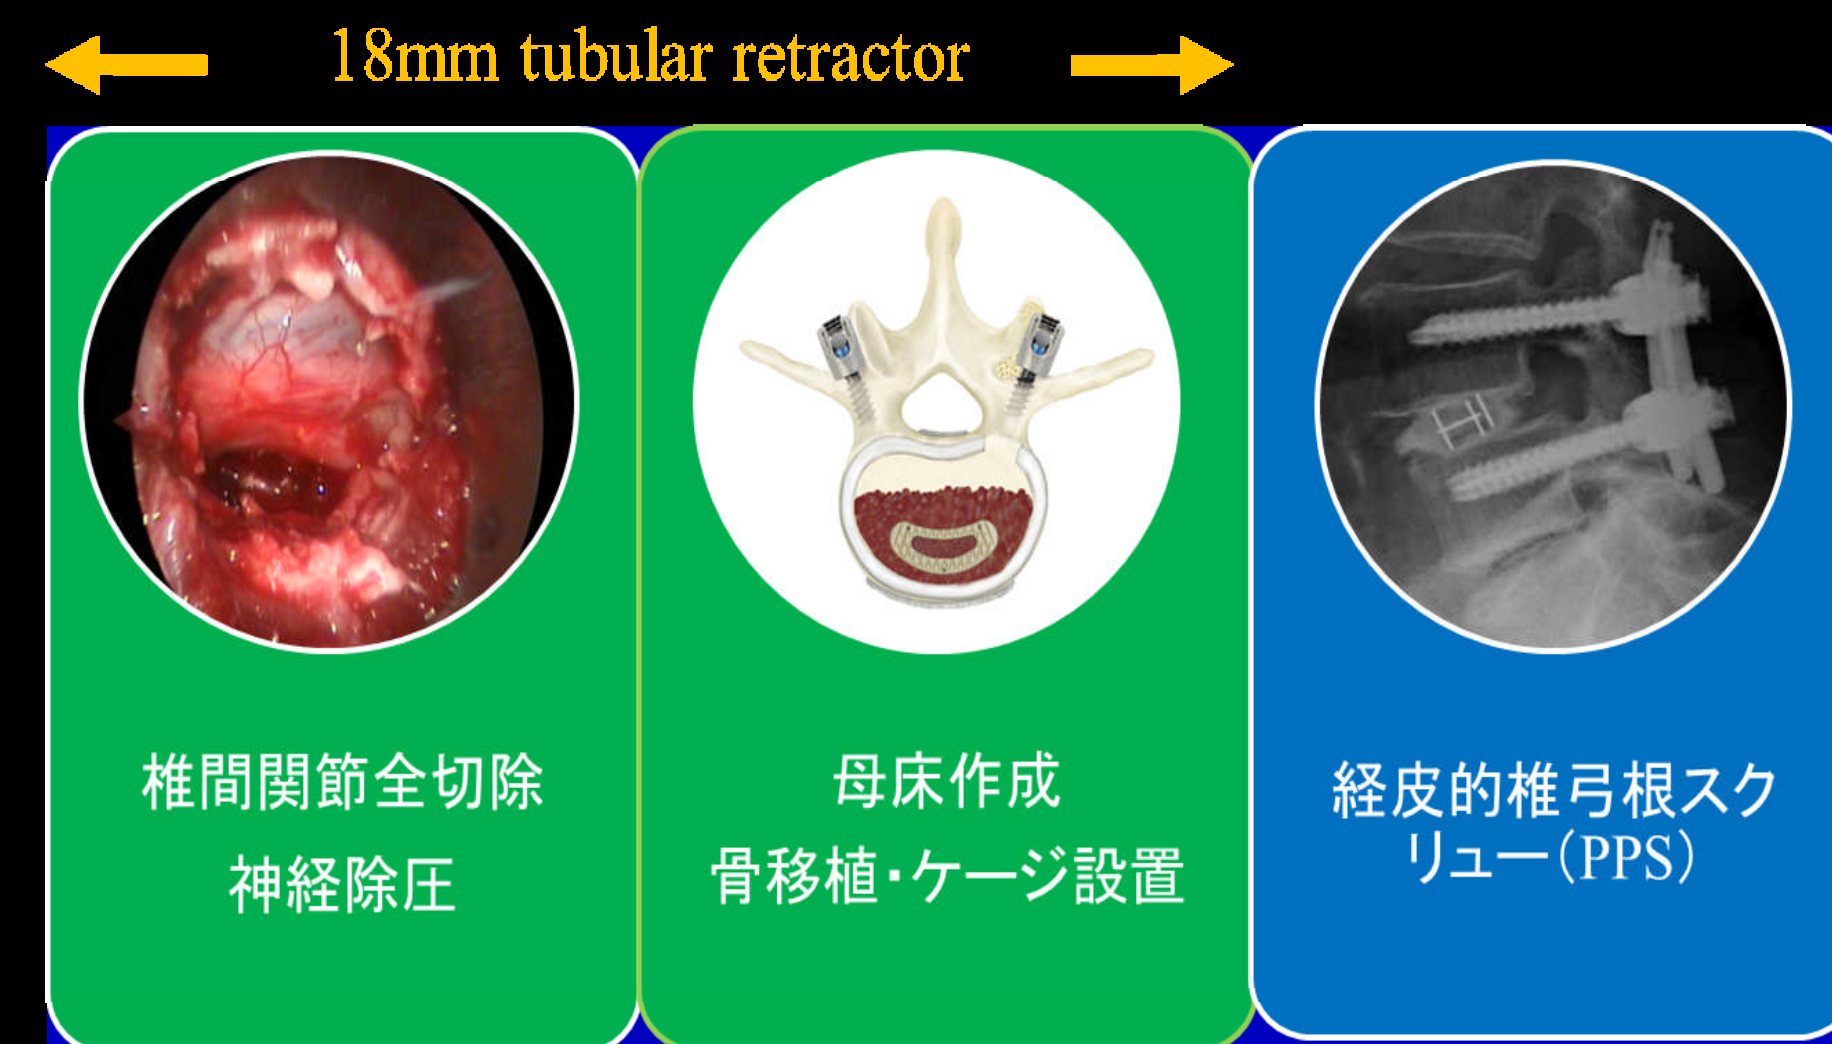 18mm tubular retractor
椎間関節全切除
神経除圧
母床作成
骨移植・ケージ設置
経皮的椎弓根スク
リュー(PPS)